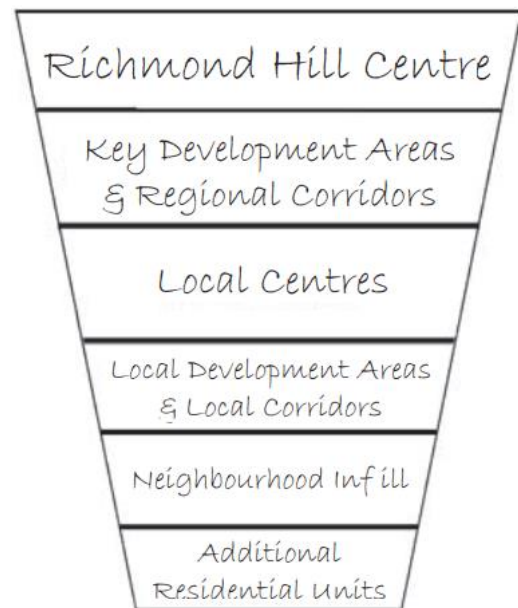 Richmond Hill Centre
Key Development Areas
& Regional Corridors
Local Centres
Local Development Areas
& Local Corridors
Neighbourhood Infill
Additional
Residential Units